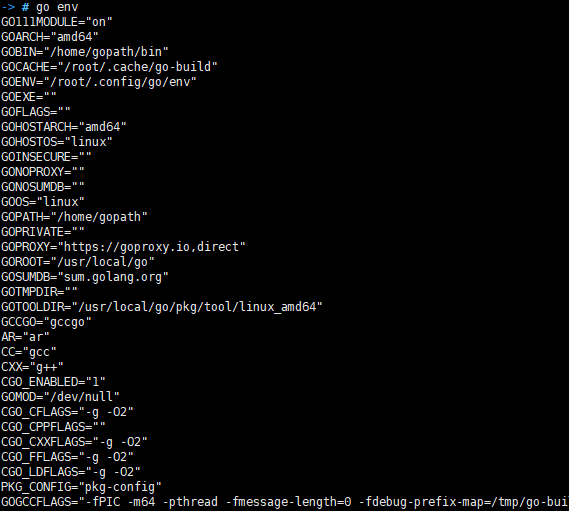 -> # go env
GO111MODULE="on"
GOARCH="amd64"
GOBIN="/home/gopath/bin"
GOCACHE="/root/.cache/go-build"
GOENV="/root/.config/go/env"
GOEXE=""
GOFLAGS=""
GOHOSTARCH="amd64"
GOHOSTOS="linux"
GOINSECURE=""
GONOPROXY=""
GONOSUMDB=""
GOOS="linux"
GOPATH="/home/gopath"
GOPRIVATE=""
GOPROXY="https://goproxy.io,direct"
GOROOT="/usr/local/go"
GOSUMDB="sum.golang.org"
GOTMPDIR=""
GOTOOLDIR="/usr/local/go/pkg/tool/linux_amd64"
GCCGO="gccgo"
AR="ar"
CC="gcc"
CXX="g++"
CGO_ENABLED="1"
GOMOD="/dev/null"
CGO_CFLAGS="-g -O2"
CGO_CPPFLAGS=""
CGO_CXXFLAGS="-g -O2"
CGO_FFLAGS="-g -O2"
CGO_LDFLAGS="-g -O2"
PKG_CONFIG="pkg-config"
GOGCCFLAGS="-fPIC -m64 -pthread -fmessage-length=0 -fdebug-prefix-map=/tmp/go-buil